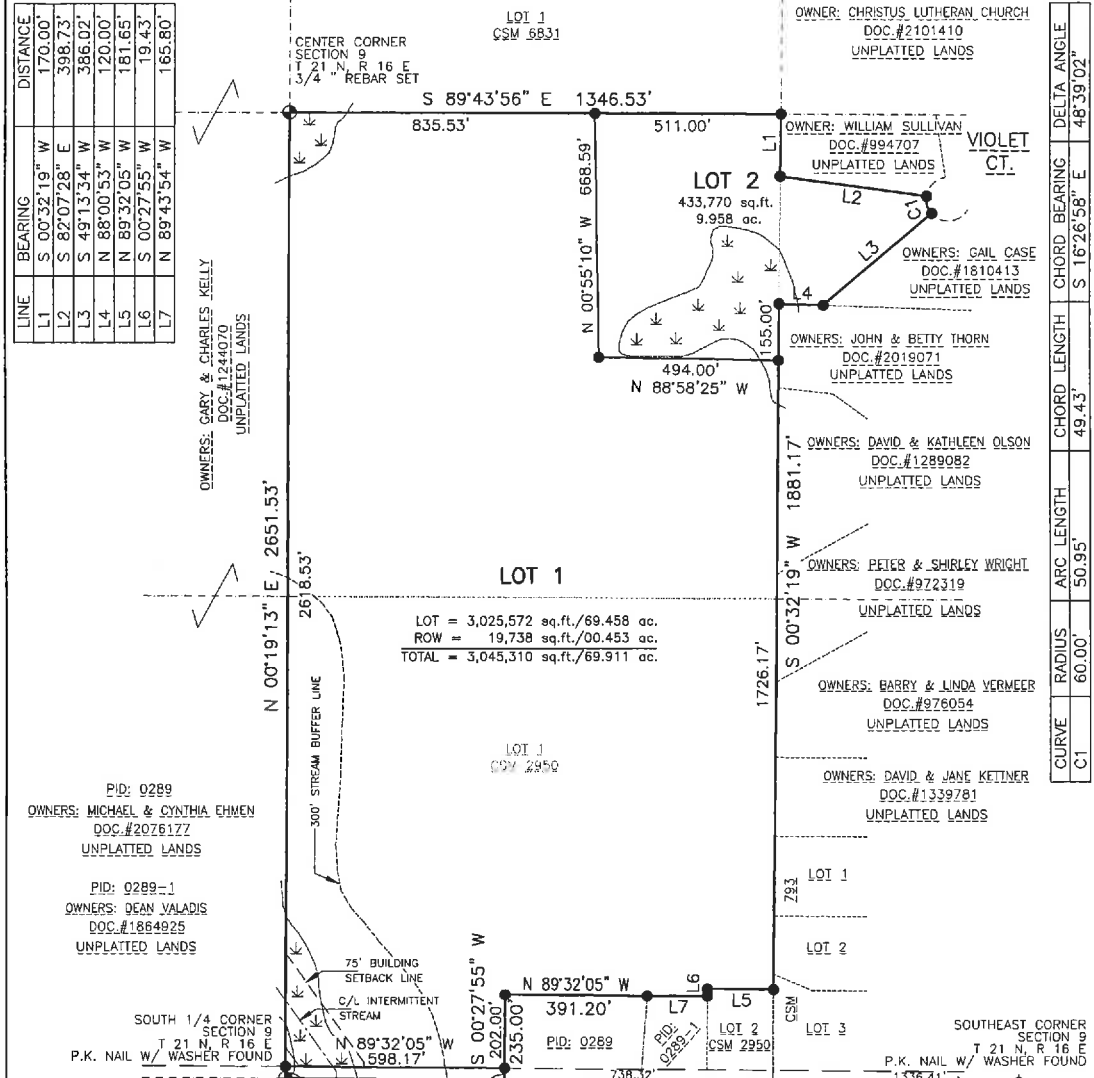 LINE BEARING DISTANCE
L1 S 00°32'19" W 170.00'
L2 S 82°07'28" E 398.73'
L3 S 49°13'34" W 386.02'
L4 N 88°00'53" W 120.00'
L5 N 89°32'05" W 181.65'
L6 S 00°27'55" W 19.43'
L7 N 89°43'54" W 165.80'
LOT 1
CSM 6831
CENTER CORNER
SECTION 9
T 21 N, R 16 E
3/4 " REBAR SET
OWNER: CHRISTUS LUTHERAN CHURCH
DOC.#2101410
UNPLATTED LANDS
S 89°43'56" E 1346.53'
835.53'
511.00'
L1
OWNER: WILLIAM SULLIVAN
DOC.#994707
UNPLATTED LANDS
VIOLET
CT.
LOT 2
433,770 sq.ft.
9.958 ac.
N 00°55'10" W 668.59'
L2
C1
L3
L4
OWNERS: GAIL CASE
DOC.#1810413
UNPLATTED LANDS
155.00'
OWNERS: JOHN & BETTY THORN
DOC.#2019071
UNPLATTED LANDS
494.00'
N 88°58'25" W
OWNERS: GARY & CHARLES KELLY
DOC.#1244070
UNPLATTED LANDS
OWNERS: DAVID & KATHLEEN OLSON
DOC.#1289082
UNPLATTED LANDS
N 00°19'13" E 2651.53'
2618.53'
S 00°32'19" W 1881.17'
1726.17'
OWNERS: PETER & SHIRLEY WRIGHT
DOC.#972319
UNPLATTED LANDS
LOT 1
LOT = 3,025,572 sq.ft./69.458 ac.
ROW = 19,738 sq.ft./00.453 ac.
TOTAL = 3,045,310 sq.ft./69.911 ac.
OWNERS: BARRY & LINDA VERMEER
DOC.#976054
UNPLATTED LANDS
300' STREAM BUFFER LINE
LOT 1
CSM 2950
OWNERS: DAVID & JANE KETTNER
DOC.#1339781
UNPLATTED LANDS
PID: 0289
OWNERS: MICHAEL & CYNTHIA EHMEN
DOC.#2076177
UNPLATTED LANDS
PID: 0289-1
OWNERS: DEAN VALADIS
DOC.#1864925
UNPLATTED LANDS
CSM 793
LOT 1
LOT 2
LOT 3
75' BUILDING
SETBACK LINE
C/L INTERMITTENT
STREAM
SOUTH 1/4 CORNER
SECTION 9
T 21 N, R 16 E
P.K. NAIL W/ WASHER FOUND
N 89°32'05" W
598.17'
S 00°27'55" W
202.00'
235.00'
N 89°32'05" W
391.20'
L7
L6
L5
PID: 0289
PID:
0289-1
LOT 2
CSM 2950
738.32'
SOUTHEAST CORNER
SECTION 9
T 21 N, R 16 E
P.K. NAIL W/ WASHER FOUND
1336.41'
CURVE RADIUS ARC LENGTH CHORD LENGTH CHORD BEARING DELTA ANGLE
C1 60.00' 50.95' 49.43' S 16°26'58" E 48°39'02"